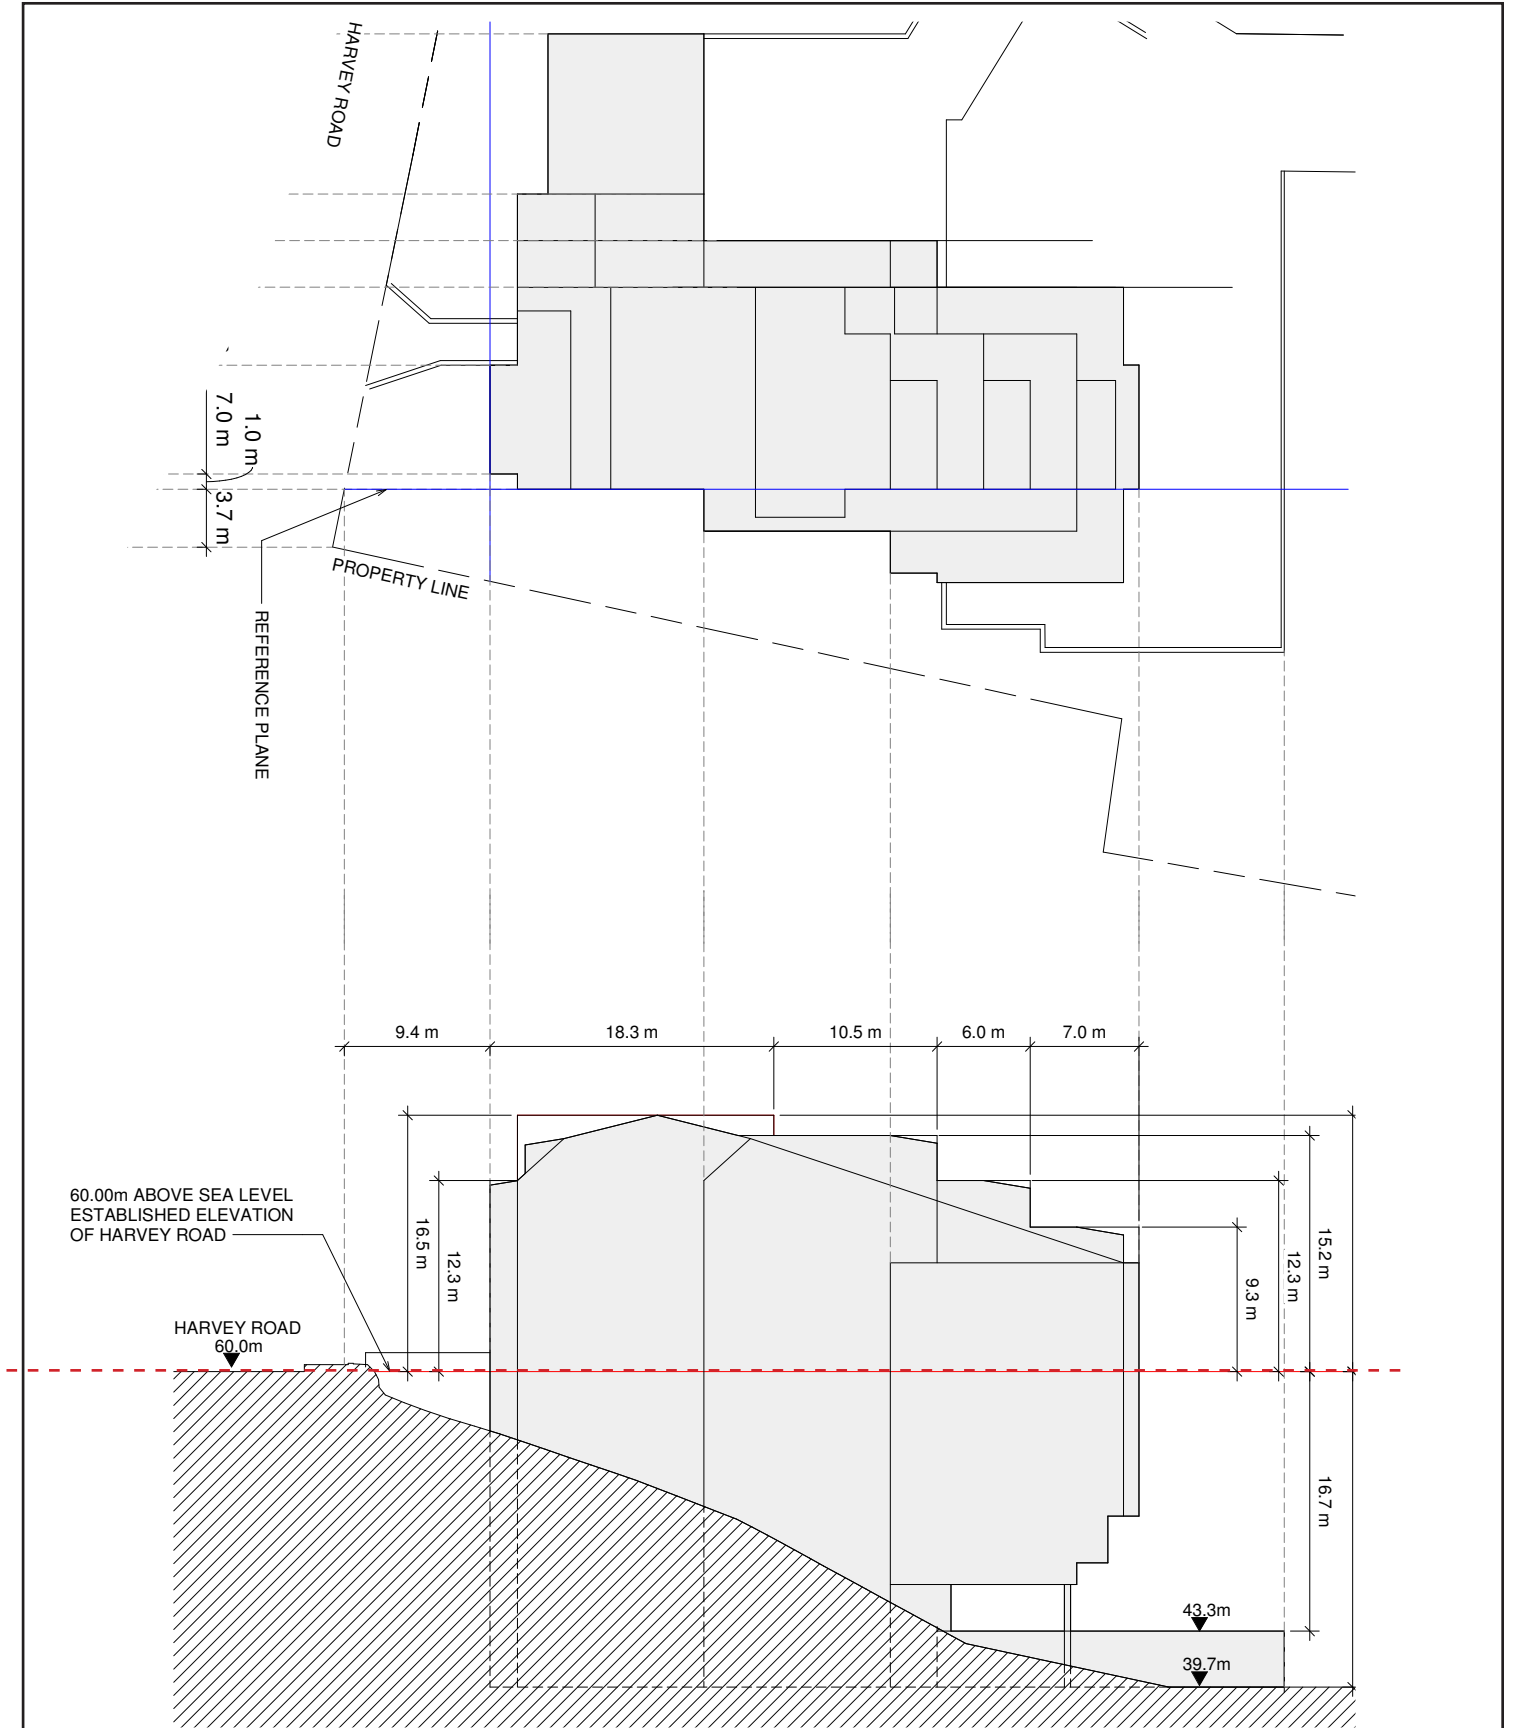 HARVEY ROAD
7.0 m
1.0 m
3.7 m
PROPERTY LINE
REFERENCE PLANE
9.4 m
18.3 m
10.5 m
6.0 m
7.0 m
60.00m ABOVE SEA LEVEL
ESTABLISHED ELEVATION
OF HARVEY ROAD
16.5 m
12.3 m
15.2 m
12.3 m
9.3 m
HARVEY ROAD
60.0m
16.7 m
43.3m
39.7m